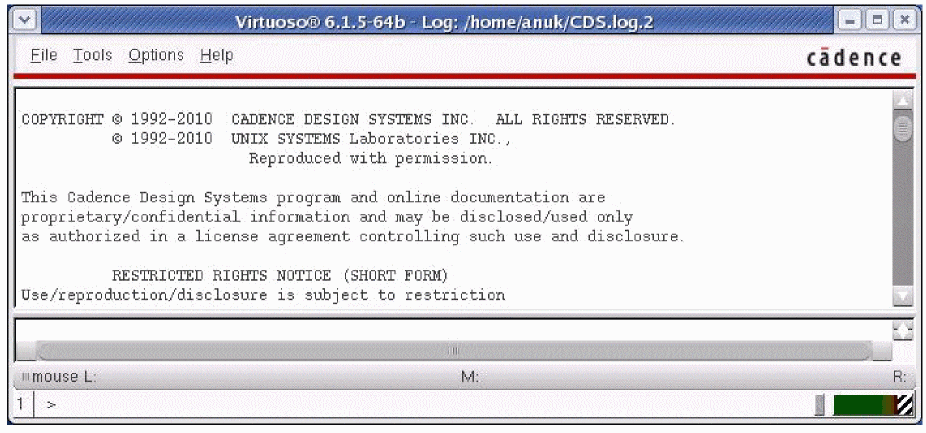 Virtuoso® 6.1.5-64b - Log: /home/anuk/CDS.log.2
File Tools Options Help
cādence
COPYRIGHT © 1992-2010 CADENCE DESIGN SYSTEMS INC. ALL RIGHTS RESERVED.
© 1992-2010 UNIX SYSTEMS Laboratories INC.,
Reproduced with permission.
This Cadence Design Systems program and online documentation are
proprietary/confidential information and may be disclosed/used only
as authorized in a license agreement controlling such use and disclosure.
RESTRICTED RIGHTS NOTICE (SHORT FORM)
Use/reproduction/disclosure is subject to restriction
mouse L: M: R:
1 >